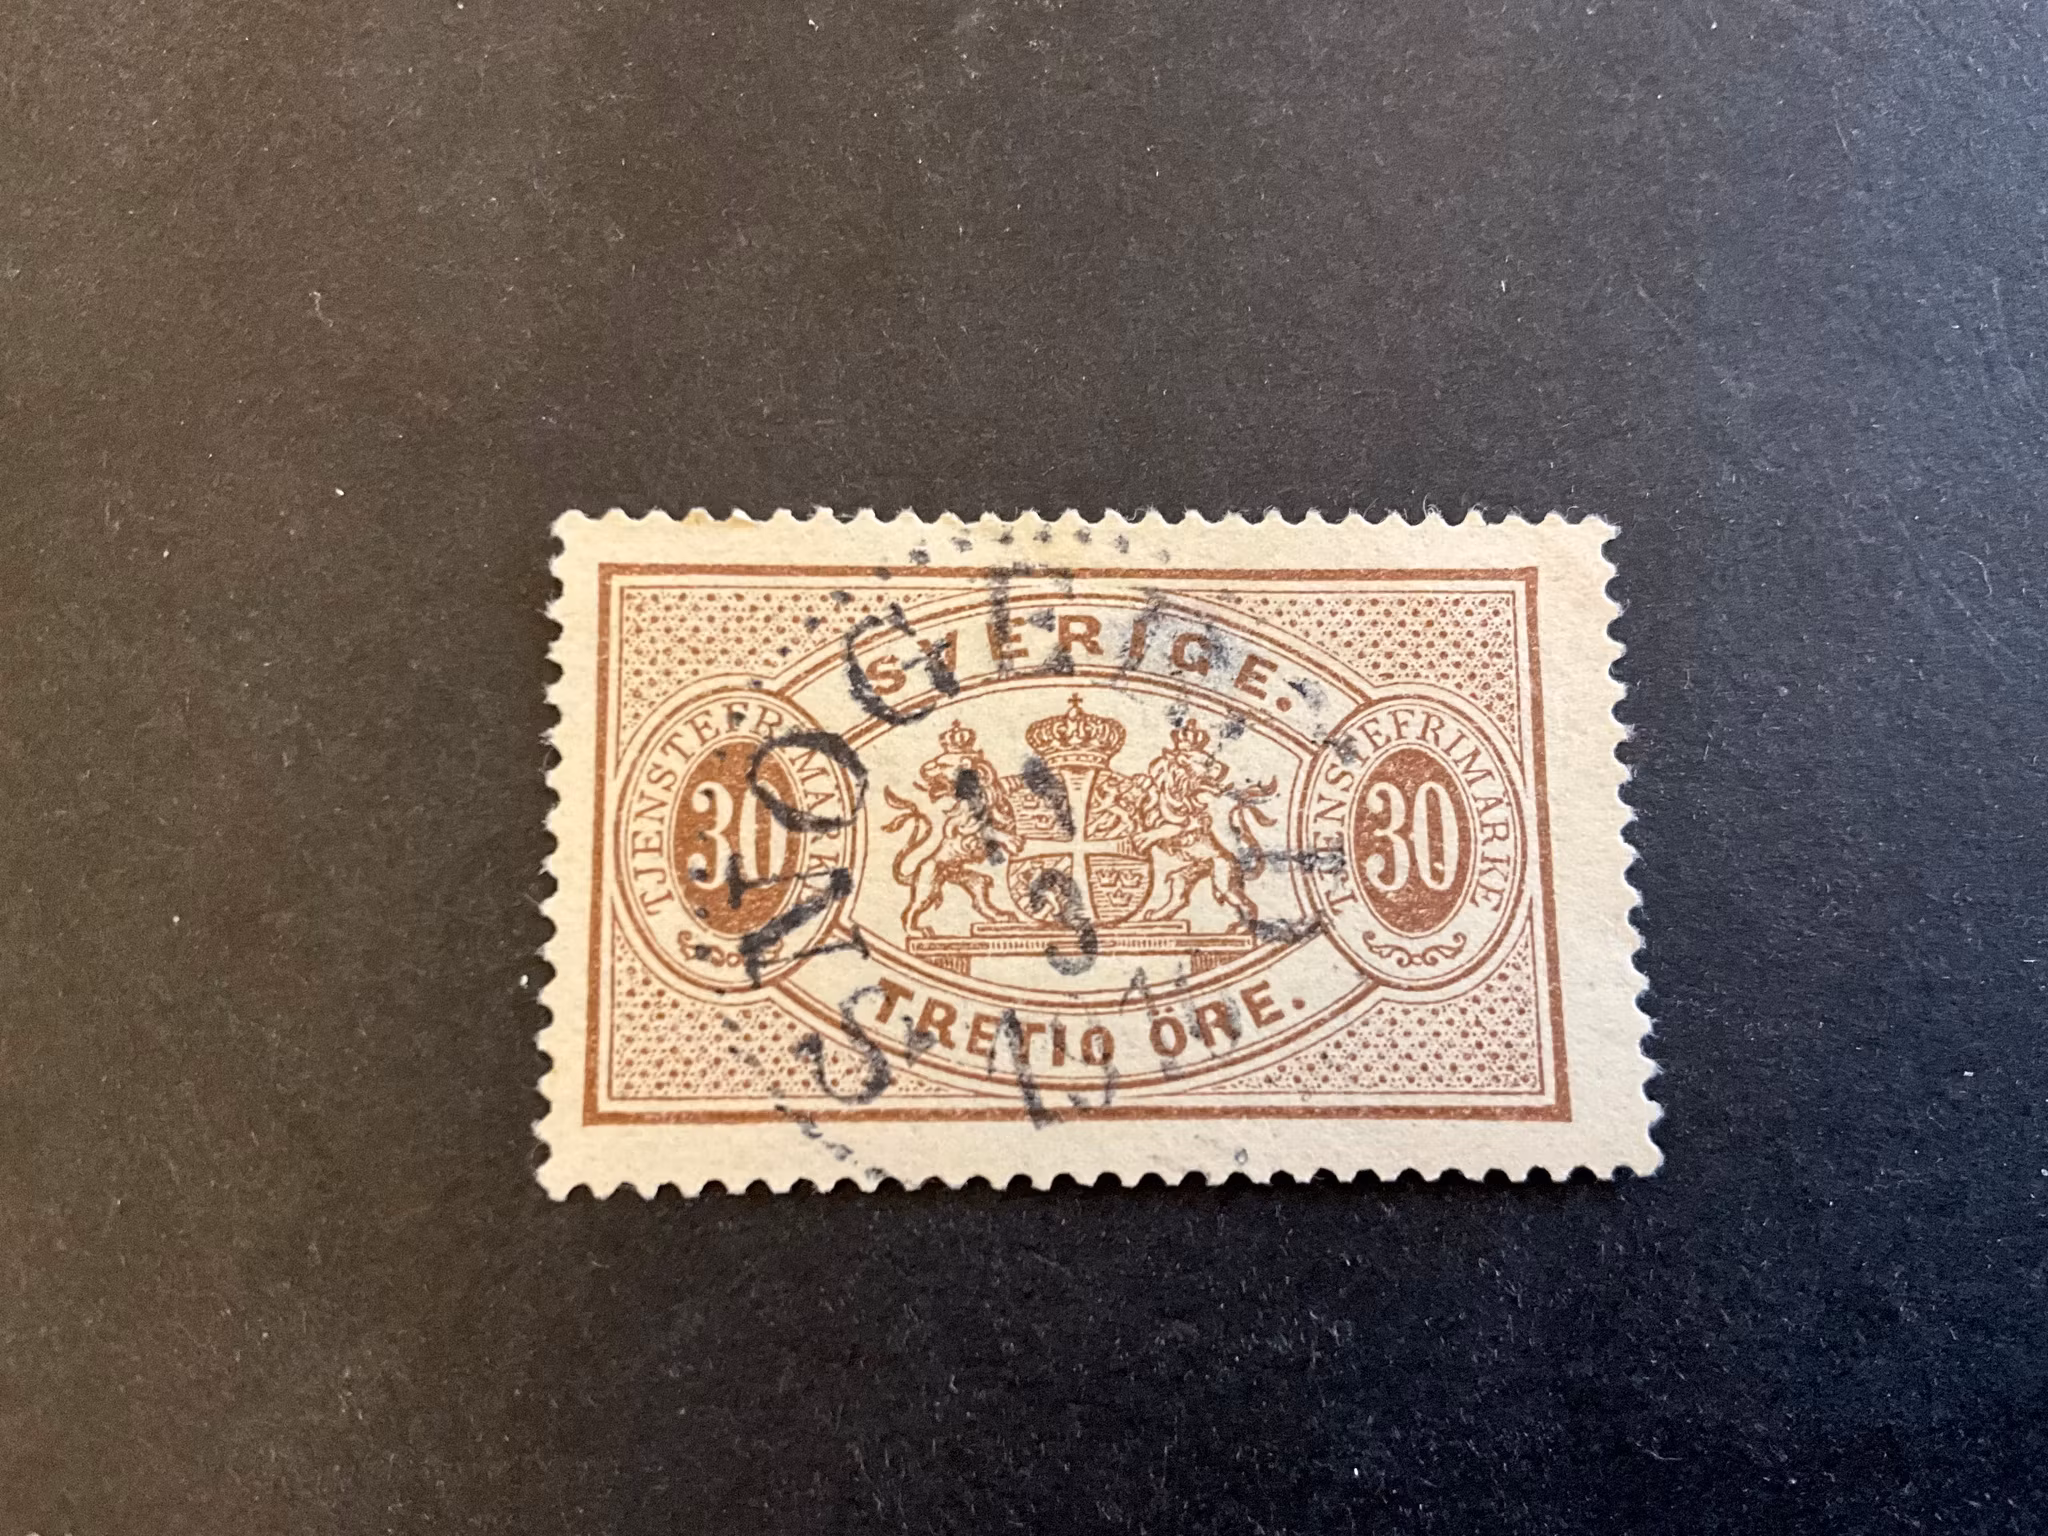 SVERIGE.
TJENSTEFRIMARKE
30
TJENSTEFRIMARKE
30
TRETIO ÖRE.